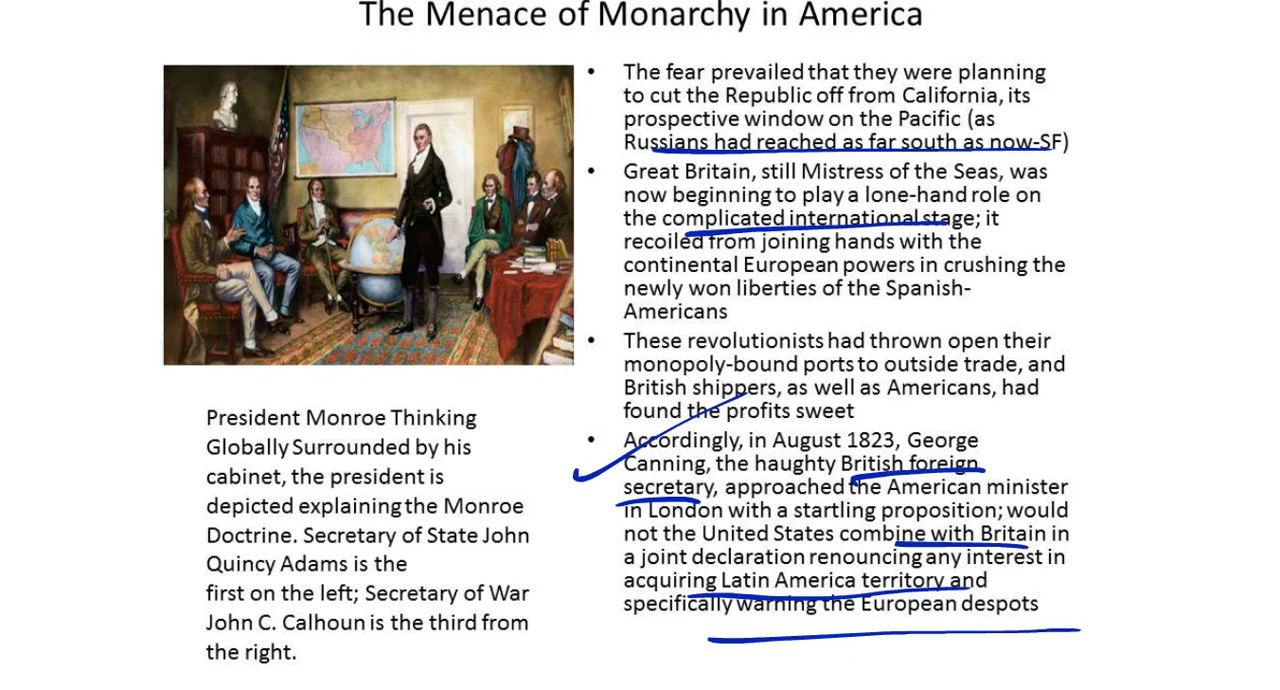 The Menace of Monarchy in America
• The fear prevailed that they were planning
to cut the Republic off from California, its
prospective window on the Pacific (as
Russians had reached as far south as now-SF)
• Great Britain, still Mistress of the Seas, was
now beginning to play a lone-hand role on
the complicated international stage; it
recoiled from joining hands with the
continental European powers in crushing the
newly won liberties of the Spanish-
Americans
• These revolutionists had thrown open their
monopoly-bound ports to outside trade, and
British shippers, as well as Americans, had
found the profits sweet
• Accordingly, in August 1823, George
Canning, the haughty British foreign
secretary, approached the American minister
in London with a startling proposition; would
not the United States combine with Britain in
a joint declaration renouncing any interest in
acquiring Latin America territory and
specifically warning the European despots
President Monroe Thinking
Globally Surrounded by his
cabinet, the president is
depicted explaining the Monroe
Doctrine. Secretary of State John
Quincy Adams is the
first on the left; Secretary of War
John C. Calhoun is the third from
the right.